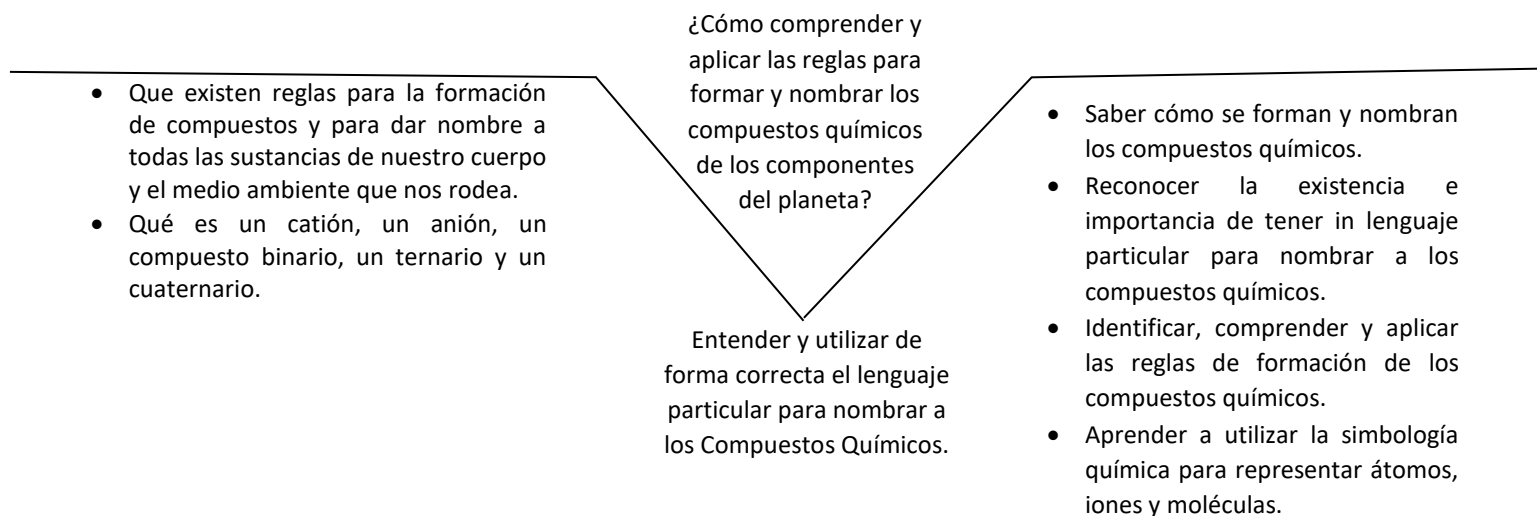 ¿Cómo comprender y
aplicar las reglas para
formar y nombrar los
compuestos químicos
de los componentes
del planeta?
• Que existen reglas para la formación
de compuestos y para dar nombre a
todas las sustancias de nuestro cuerpo
y el medio ambiente que nos rodea.
• Qué es un catión, un anión, un
compuesto binario, un ternario y un
cuaternario.
Entender y utilizar de
forma correcta el lenguaje
particular para nombrar a
los Compuestos Químicos.
• Saber cómo se forman y nombran
los compuestos químicos.
• Reconocer la existencia e
importancia de tener in lenguaje
particular para nombrar a los
compuestos químicos.
• Identificar, comprender y aplicar
las reglas de formación de los
compuestos químicos.
• Aprender a utilizar la simbología
química para representar átomos,
iones y moléculas.